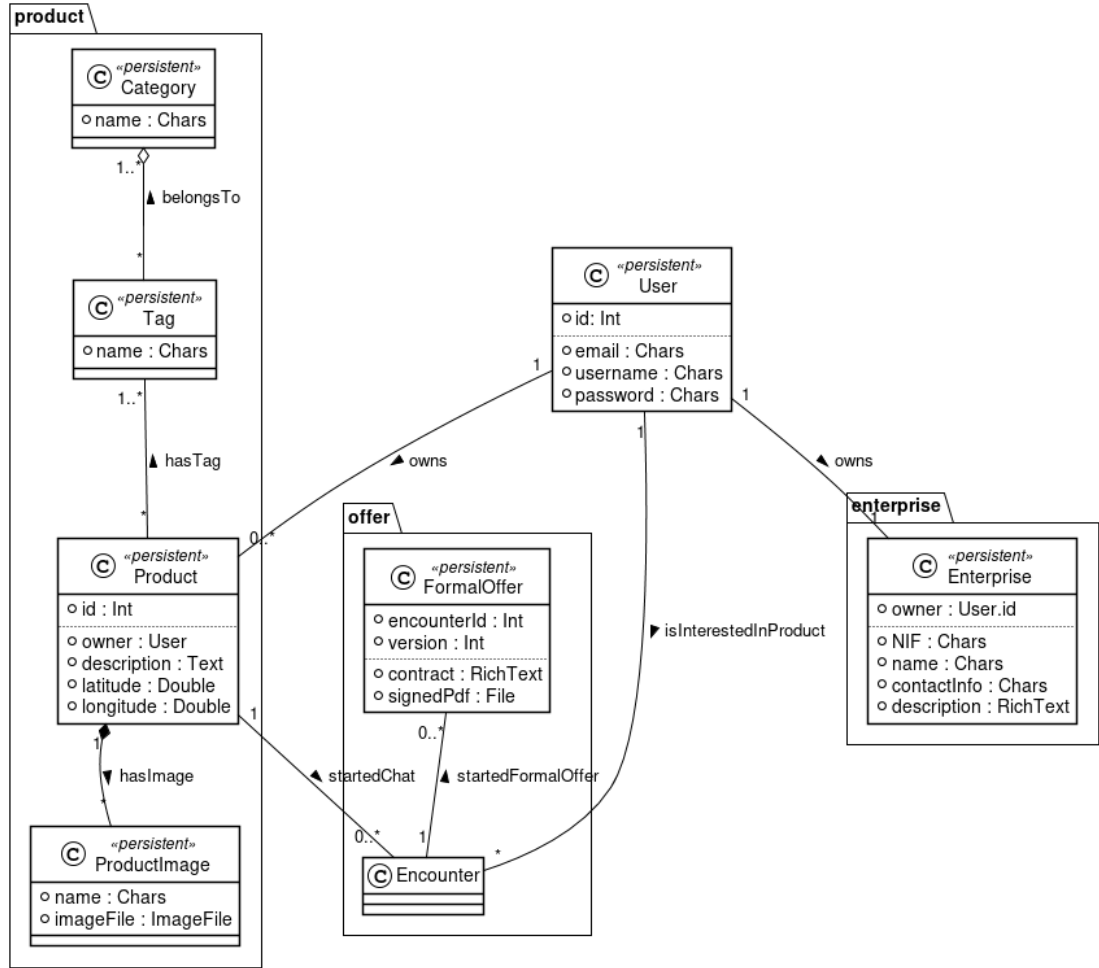 product
C
«persistent»
Category
name : Chars
1..*
belongsTo
*
C
«persistent»
Tag
name : Chars
1..*
hasTag
*
C
«persistent»
Product
id : Int
owner : User
description : Text
latitude : Double
longitude : Double
1
hasImage
*
C
«persistent»
ProductImage
name : Chars
imageFile : ImageFile
C
«persistent»
User
id: Int
email : Chars
username : Chars
password : Chars
1
owns
0..*
1
isInterestedInProduct
*
1
owns
1
offer
C
«persistent»
FormalOffer
encounterId : Int
version : Int
contract : RichText
signedPdf : File
0..*
startedFormalOffer
1
1
startedChat
0..*
C
Encounter
enterprise
C
«persistent»
Enterprise
owner : User.id
NIF : Chars
name : Chars
contactInfo : Chars
description : RichText